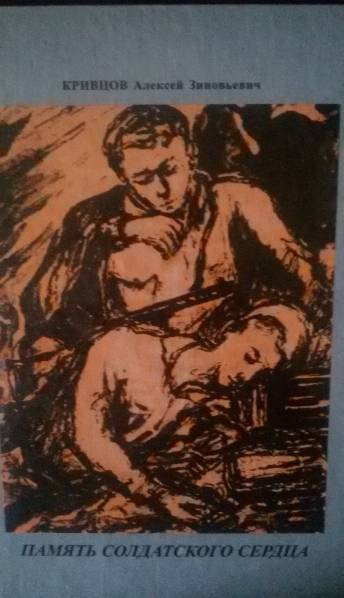 КРИВЦОВ Алексей Зиновьевич
ПАМЯТЬ СОЛДАТСКОГО СЕРДЦА